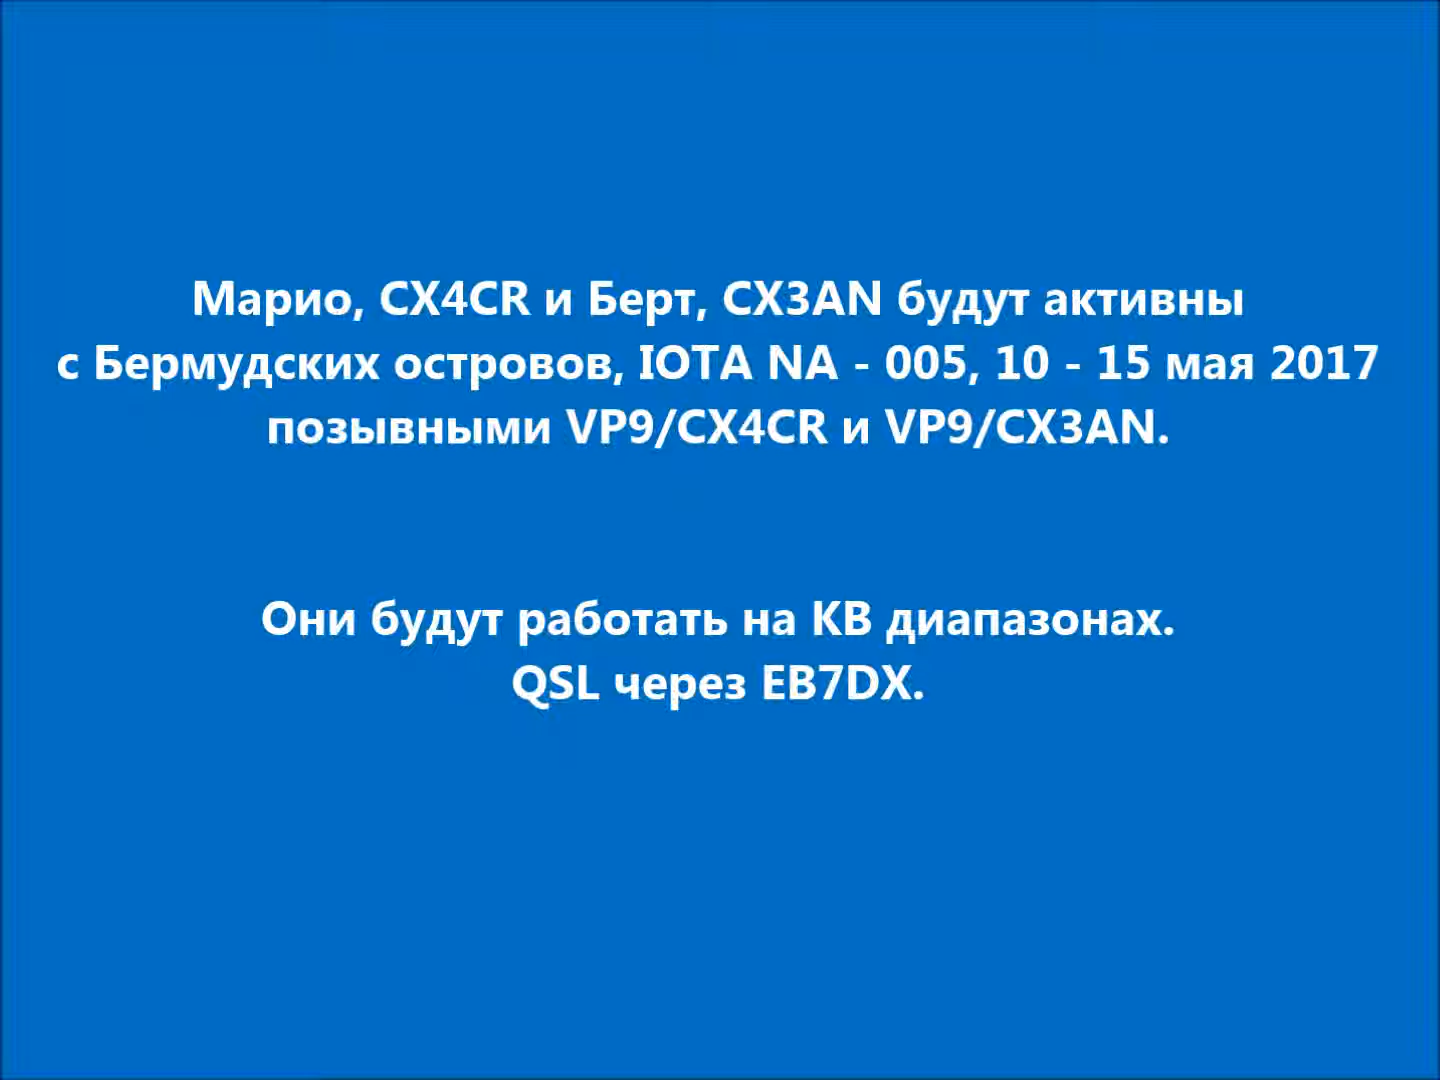 Марио, CX4CR и Берт, CX3AN будут активны
с Бермудских островов, IOTA NA - 005, 10 - 15 мая 2017
позывными VP9/CX4CR и VP9/CX3AN.
Они будут работать на КВ диапазонах.
QSL через EB7DX.